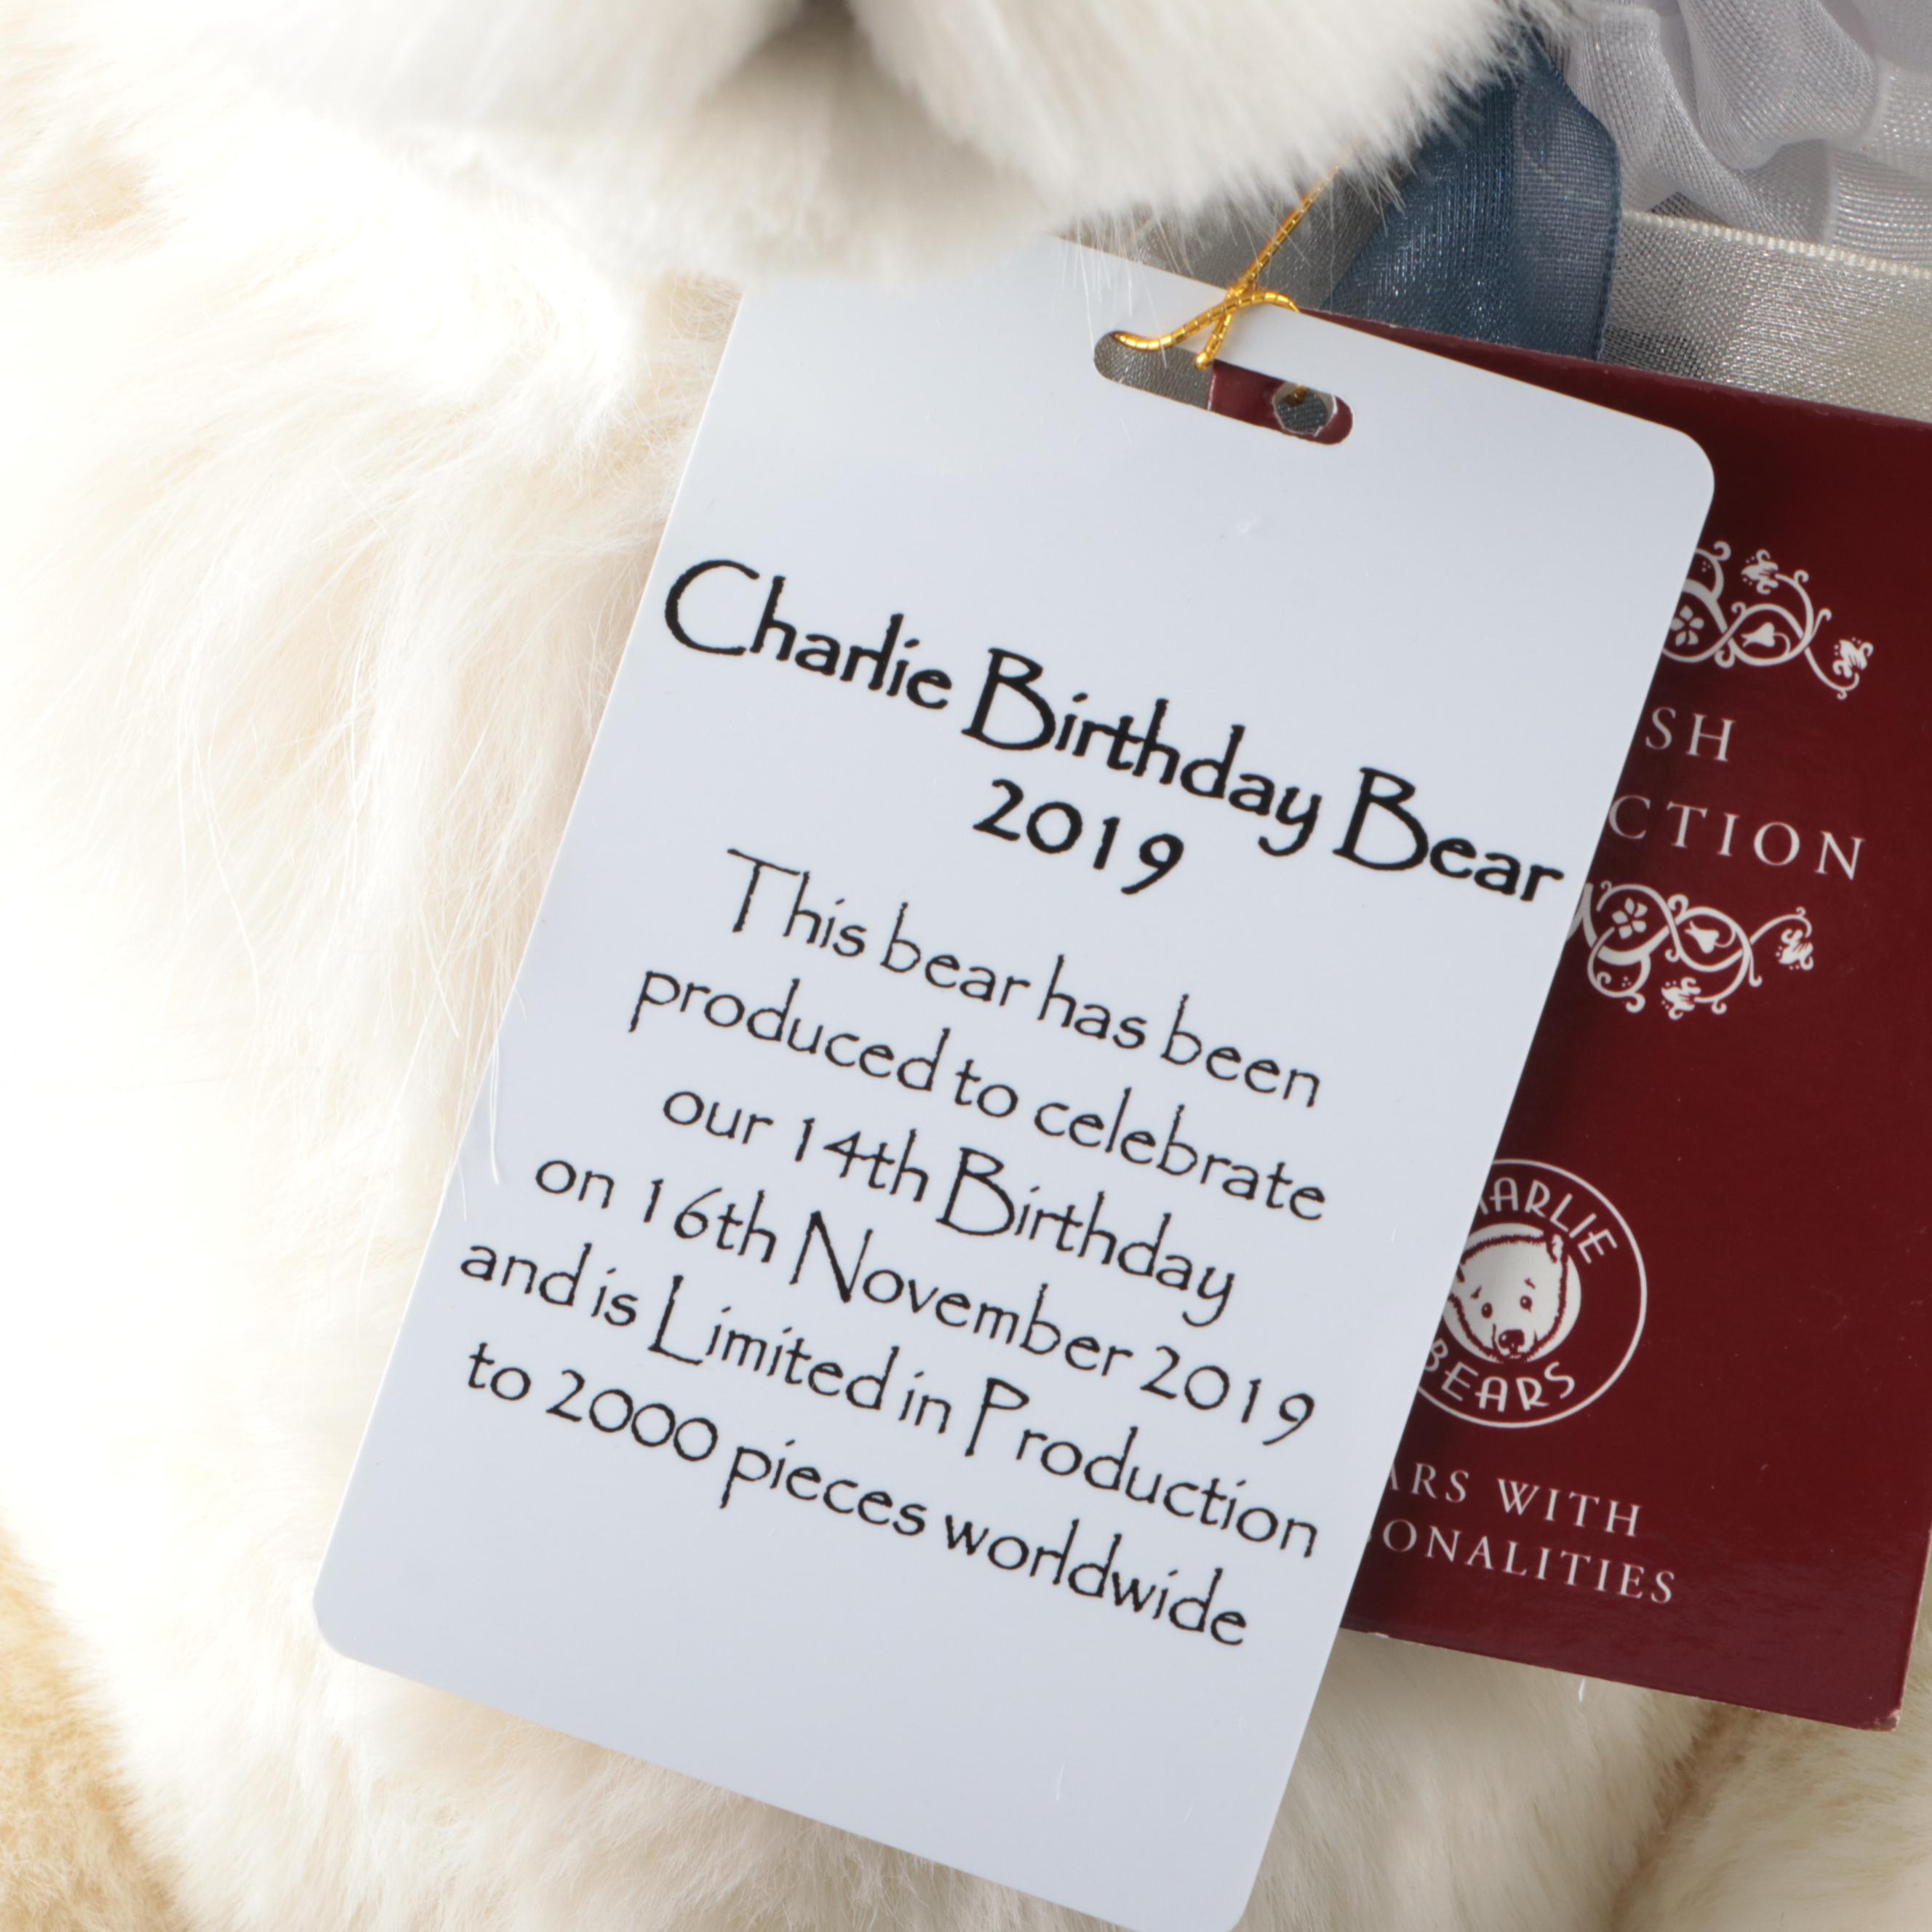 Charlie Birthday Bear
2019
This bear has been
produced to celebrate
our 14th Birthday
on 16th November 2019
and is Limited in Production
to 2000 pieces worldwide
SH
CTION
HARLIE
BEARS
ARS WITH
ONALITIES